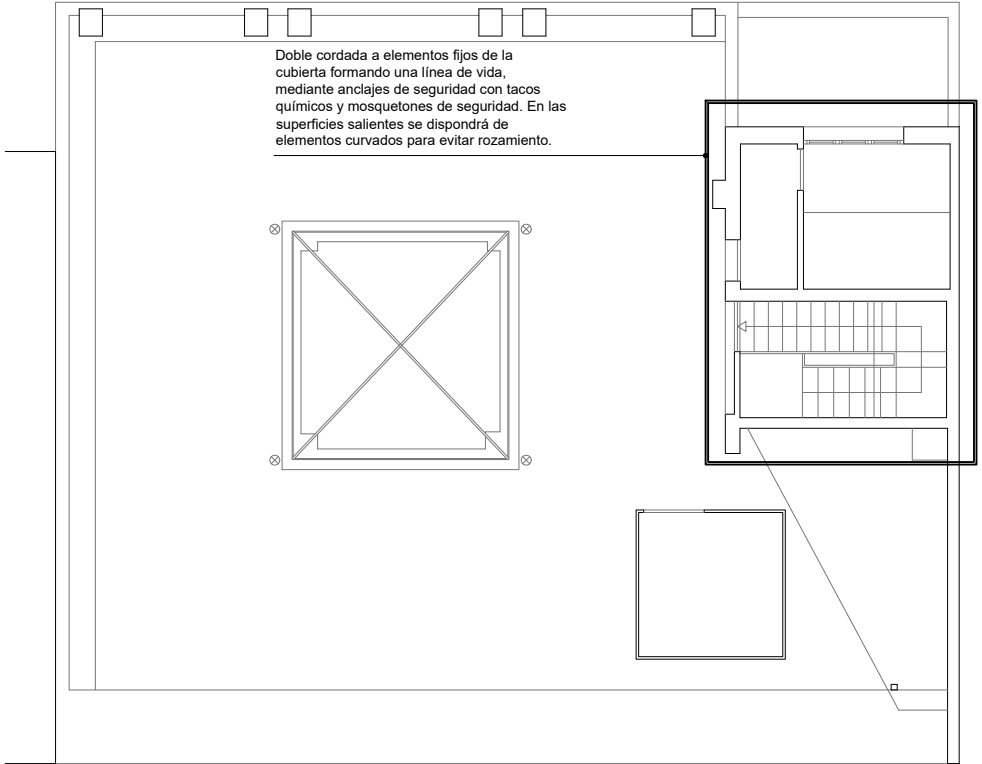 Doble cordada a elementos fijos de la
cubierta formando una línea de vida,
mediante anclajes de seguridad con tacos
químicos y mosquetones de seguridad. En las
superficies salientes se dispondrá de
elementos curvados para evitar rozamiento.